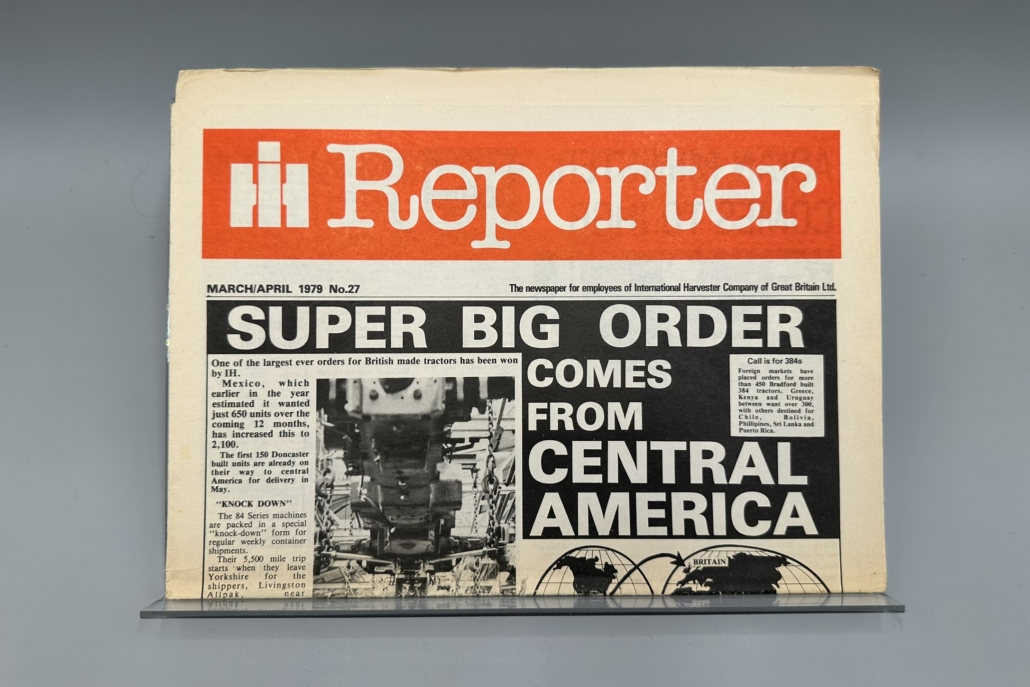 IH Reporter
MARCH/APRIL 1979 No.27
The newspaper for employees of International Harvester Company of Great Britain Ltd.
SUPER BIG ORDER
COMES
FROM
CENTRAL
AMERICA
One of the largest ever orders for British made tractors has been won
by IH.
Mexico, which
earlier in the year
estimated it wanted
just 650 units over the
coming 12 months,
has increased this to
2,100.
The first 150 Doncaster
built units are already on
their way to central
America for delivery in
May.
"KNOCK DOWN"
The 84 Series machines
are packed in a special
"knock-down" form for
regular weekly container
shipments.
Their 5,500 mile trip
starts when they leave
Yorkshire for the
shippers, Livingston
Allpak, near
Call is for 384s
Foreign markets have
placed orders for more
than 450 Bradford built
384 tractors. Greece,
Kenya and Uruguay
between want over 300,
with others destined for
Chile, Bolivia,
Phillipines, Sri Lanka and
Puerto Rica.
BRITAIN